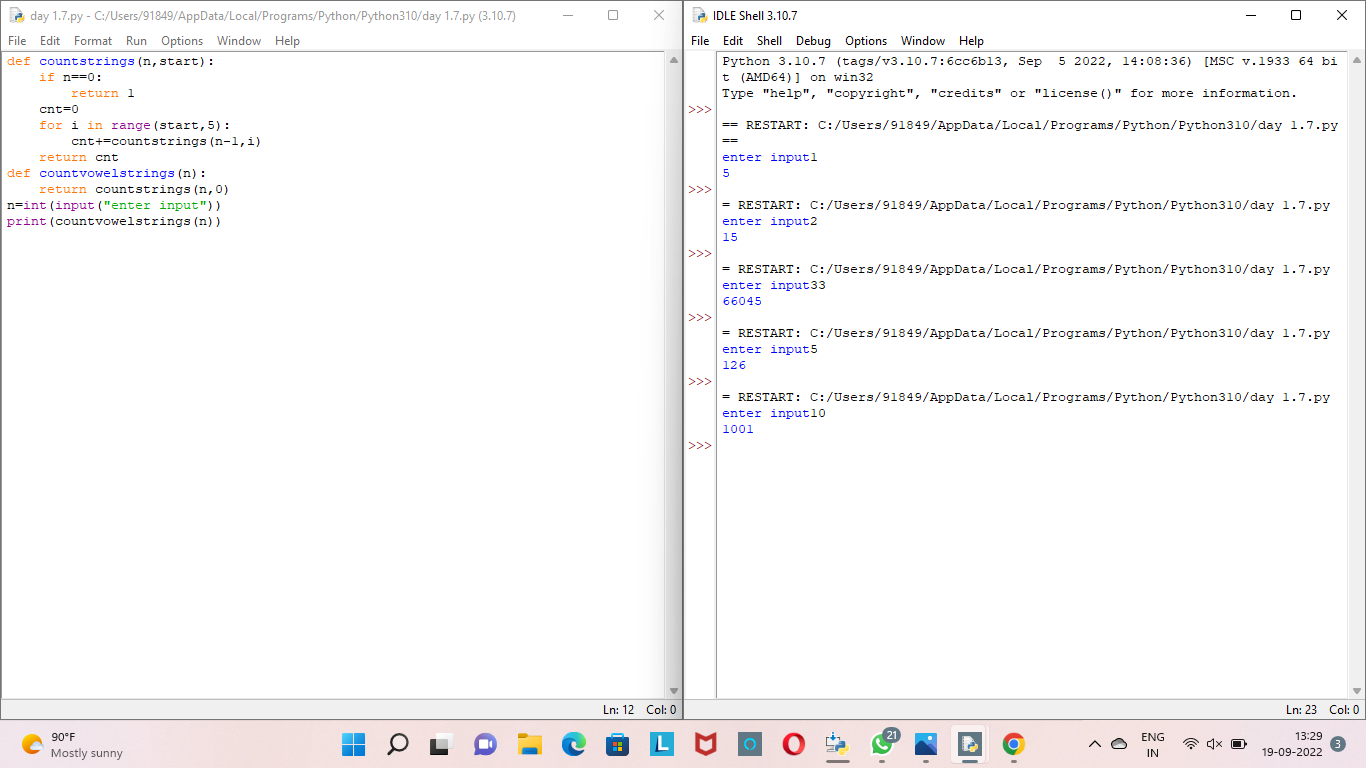 day 1.7.py - C:/Users/91849/AppData/Local/Programs/Python/Python310/day 1.7.py (3.10.7)
File Edit Format Run Options Window Help
def countstrings(n,start):
    if n==0:
        return 1
    cnt=0
    for i in range(start,5):
        cnt+=countstrings(n-1,i)
    return cnt
def countvowelstrings(n):
    return countstrings(n,0)
n=int(input("enter input"))
print(countvowelstrings(n))
Ln: 12 Col: 0
IDLE Shell 3.10.7
File Edit Shell Debug Options Window Help
Python 3.10.7 (tags/v3.10.7:6cc6b13, Sep  5 2022, 14:08:36) [MSC v.1933 64 bi
t (AMD64)] on win32
Type "help", "copyright", "credits" or "license()" for more information.
>>>
== RESTART: C:/Users/91849/AppData/Local/Programs/Python/Python310/day 1.7.py
==
enter input1
5
>>>
= RESTART: C:/Users/91849/AppData/Local/Programs/Python/Python310/day 1.7.py
enter input2
15
>>>
= RESTART: C:/Users/91849/AppData/Local/Programs/Python/Python310/day 1.7.py
enter input33
66045
>>>
= RESTART: C:/Users/91849/AppData/Local/Programs/Python/Python310/day 1.7.py
enter input5
126
>>>
= RESTART: C:/Users/91849/AppData/Local/Programs/Python/Python310/day 1.7.py
enter input10
1001
>>>
Ln: 23 Col: 0
90°F
Mostly sunny
L
21
ENG
IN
13:29
19-09-2022
3